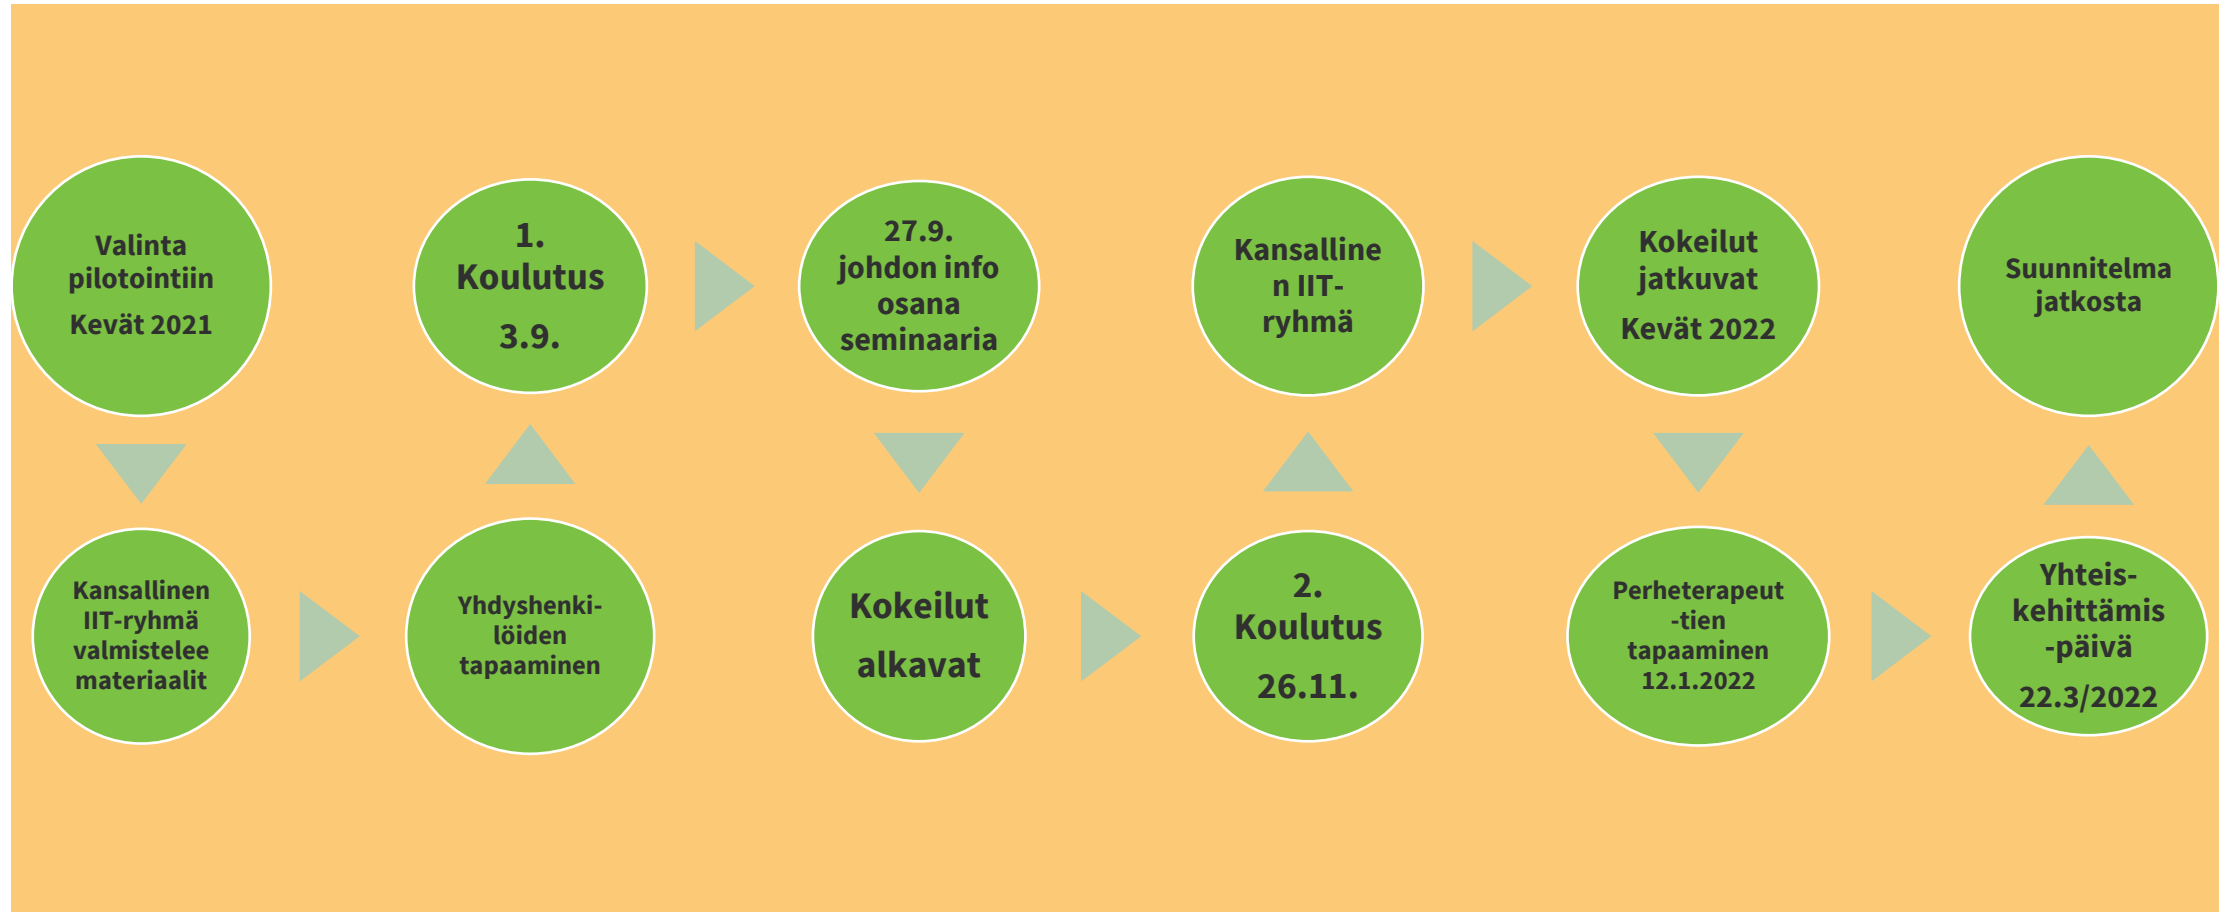 Valinta
pilotointiin
Kevät 2021
Kansallinen
IIT-ryhmä
valmistelee
materiaalit
Yhdyshenki-
löiden
tapaaminen
1.
Koulutus
3.9.
27.9.
johdon info
osana
seminaaria
Kokeilut
alkavat
2.
Koulutus
26.11.
Kansalline
n IIT-
ryhmä
Kokeilut
jatkuvat
Kevät 2022
Perheterapeut
-tien
tapaaminen
12.1.2022
Yhteis-
kehittämis
-päivä
22.3/2022
Suunnitelma
jatkosta